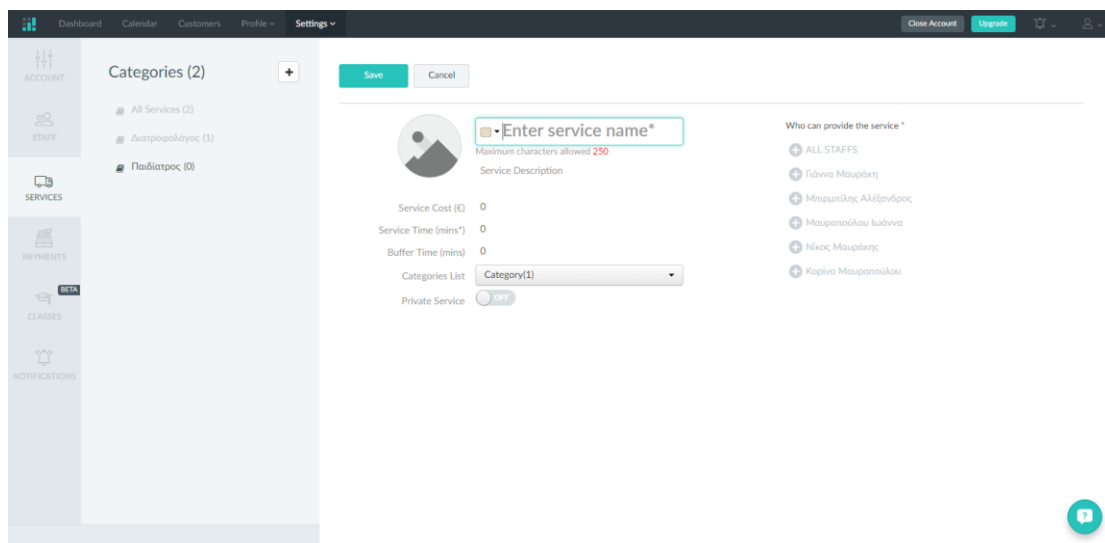 Dashboard Calendar Customers Profile Settings Close Account Upgrade
ACCOUNT
STAFF
SERVICES
PAYMENTS
BETA
CLASSES
NOTIFICATIONS
Categories (2) +
All Services (2)
Διατροφολόγος (1)
Παιδίατρος (0)
Save Cancel
Enter service name*
Maximum characters allowed 250
Service Description
Service Cost (€) 0
Service Time (mins*) 0
Buffer Time (mins) 0
Categories List Category(1)
Private Service OFF
Who can provide the service *
ALL STAFFS
Γιάννα Μαυράκη
Μπιρμπίλης Αλέξανδρος
Μαυροπούλου Ιωάννα
Νίκος Μαυράκης
Κορίνα Μαυροπούλου
?